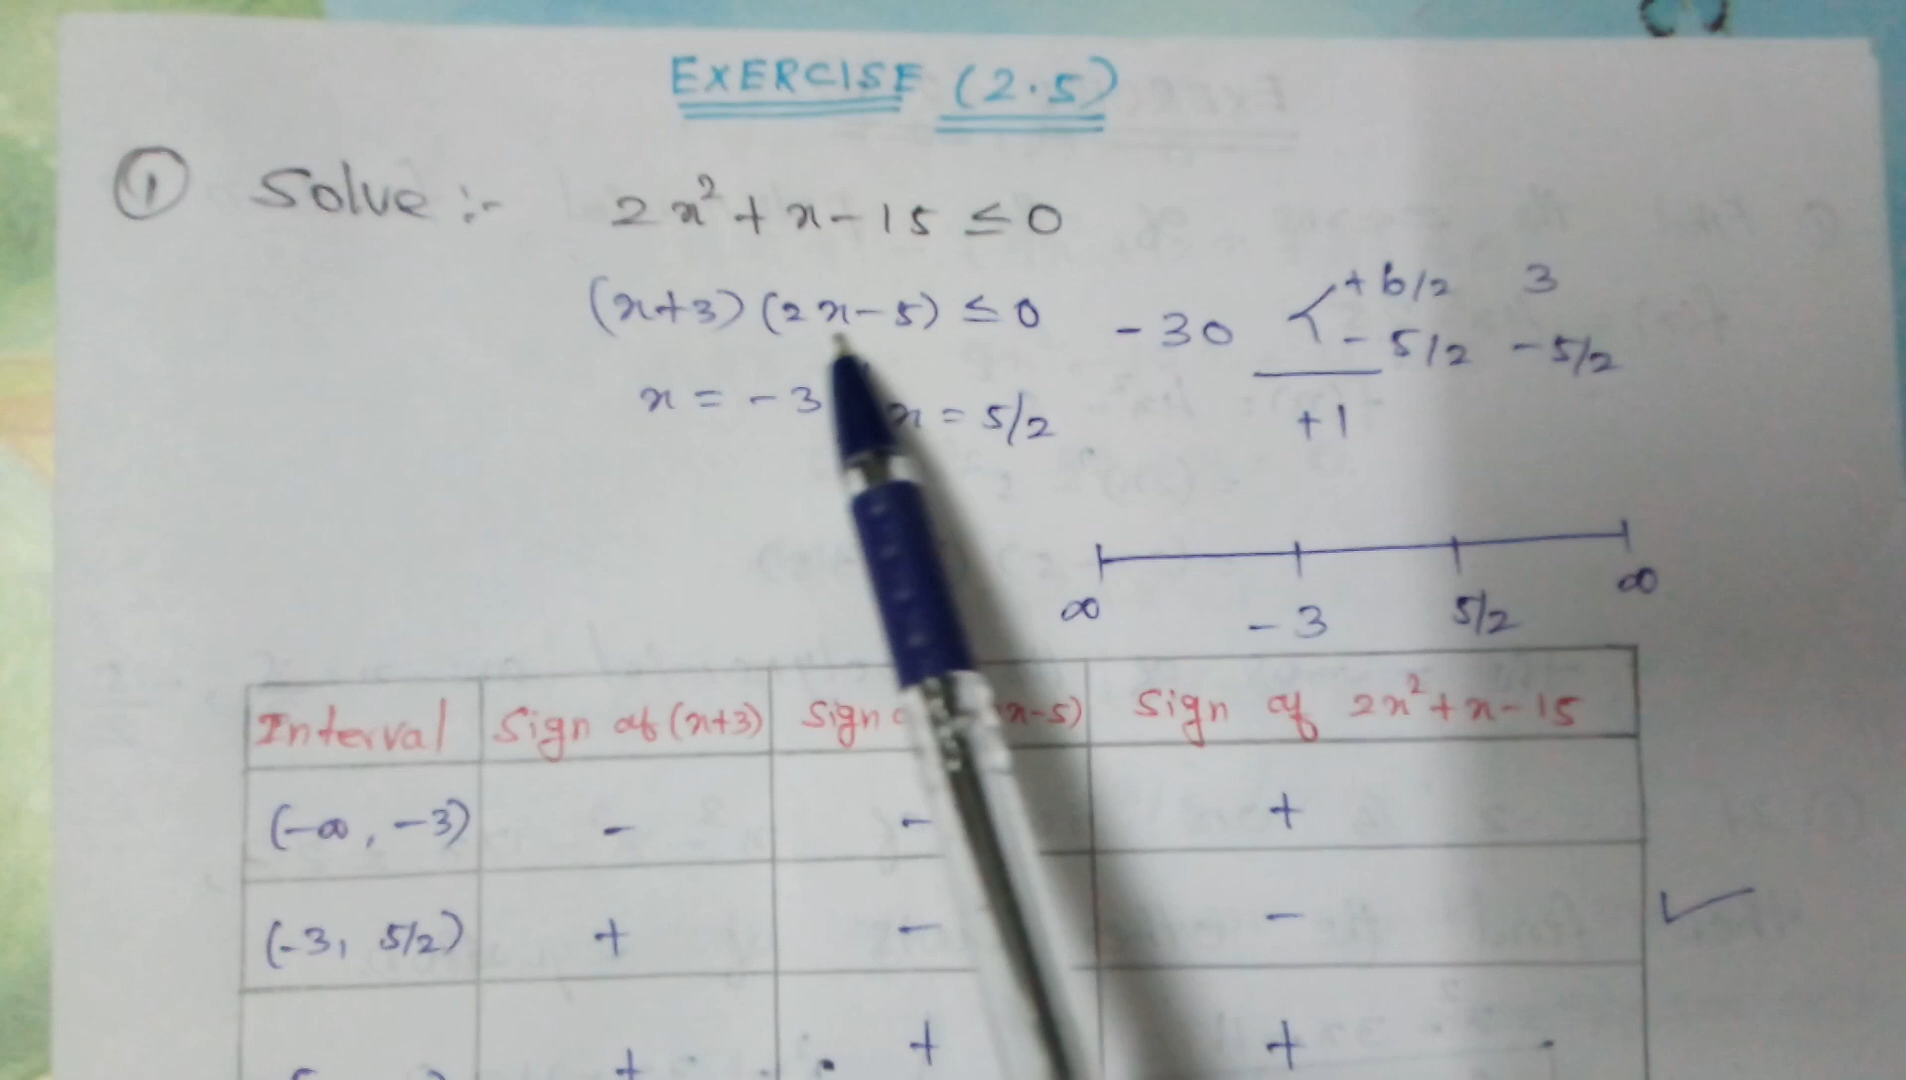 EXERCISE (2.5)
① Solve :- 2x² + x - 15 ≤ 0
(x+3) (2x-5) ≤ 0
-30
+6/2 3
-5/2 -5/2
+1
x = -3 x = 5/2
∞ -3 5/2 ∞
Interval Sign of (x+3) Sign x-5) Sign of 2x²+x-15
(-∞, -3) - - +
(-3, 5/2) + - - ✓
+ + +